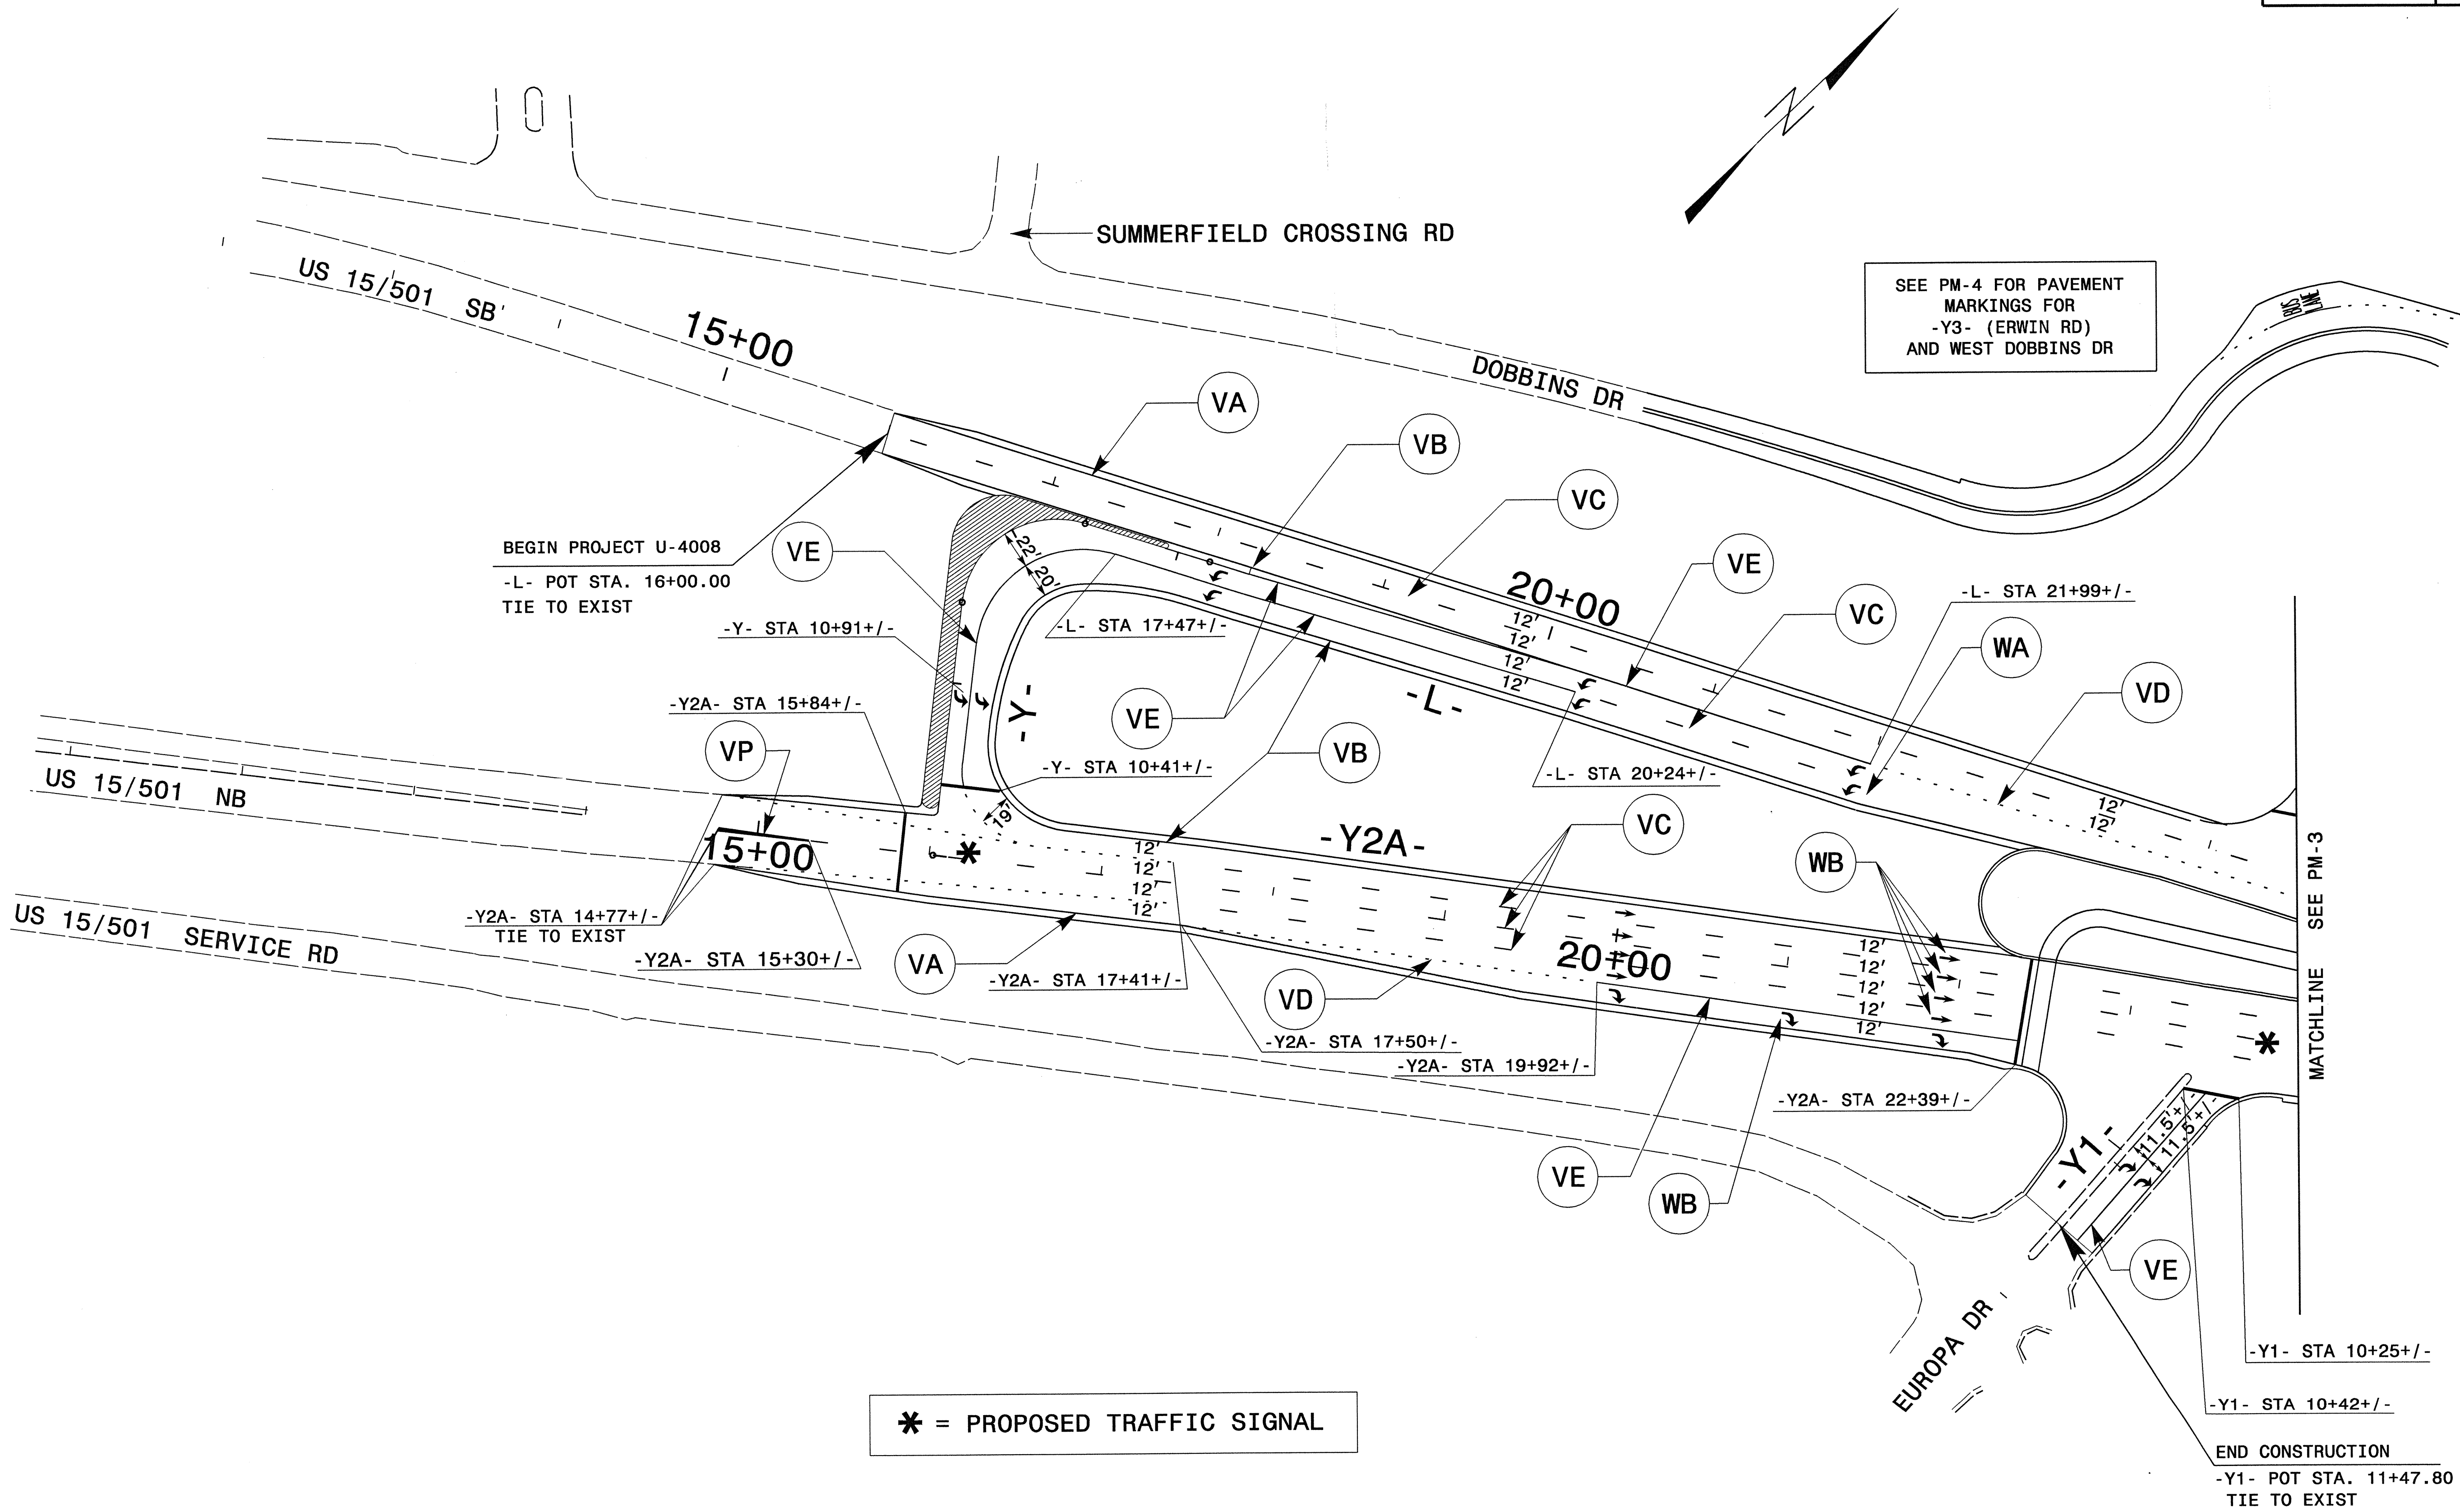 SUMMERFIELD CROSSING RD
US 15/501 SB
15+00
SEE PM-4 FOR PAVEMENT
MARKINGS FOR
-Y3- (ERWIN RD)
AND WEST DOBBINS DR
DOBBINS DR
VA
VB
VC
BEGIN PROJECT U-4008
-L- POT STA. 16+00.00
TIE TO EXIST
VE
22'
20'
VE
20+00
12'
12'
12'
12'
-L- STA 21+99+/-
VC
WA
-Y- STA 10+91+/-
-L- STA 17+47+/-
-Y2A- STA 15+84+/-
-Y-
VE
-L-
VD
VP
VB
-Y- STA 10+41+/-
-L- STA 20+24+/-
US 15/501 NB
19'
12'
12'
15+00
12'
12'
12'
12'
-Y2A-
VC
WB
MATCHLINE SEE PM-3
US 15/501 SERVICE RD
-Y2A- STA 14+77+/-
TIE TO EXIST
-Y2A- STA 15+30+/-
VA
-Y2A- STA 17+41+/-
VD
20+00
12'
12'
12'
12'
12'
-Y2A- STA 17+50+/-
-Y2A- STA 19+92+/-
-Y2A- STA 22+39+/-
VE
WB
-Y1-
11.5'+/-
11.5'+/-
VE
EUROPA DR
-Y1- STA 10+25+/-
-Y1- STA 10+42+/-
END CONSTRUCTION
-Y1- POT STA. 11+47.80
TIE TO EXIST
* = PROPOSED TRAFFIC SIGNAL